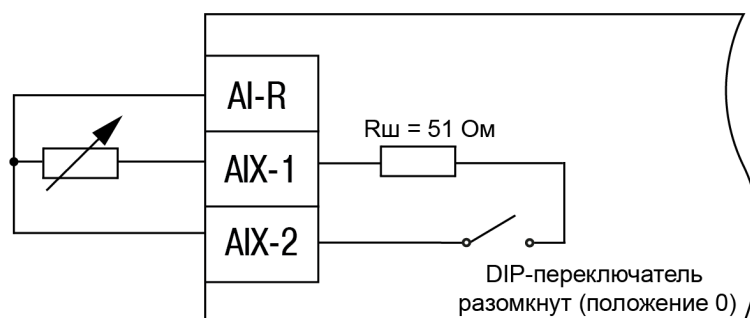 AI-R
Rш = 51 Ом
AIX-1
AIX-2
DIP-переключатель
разомкнут (положение 0)